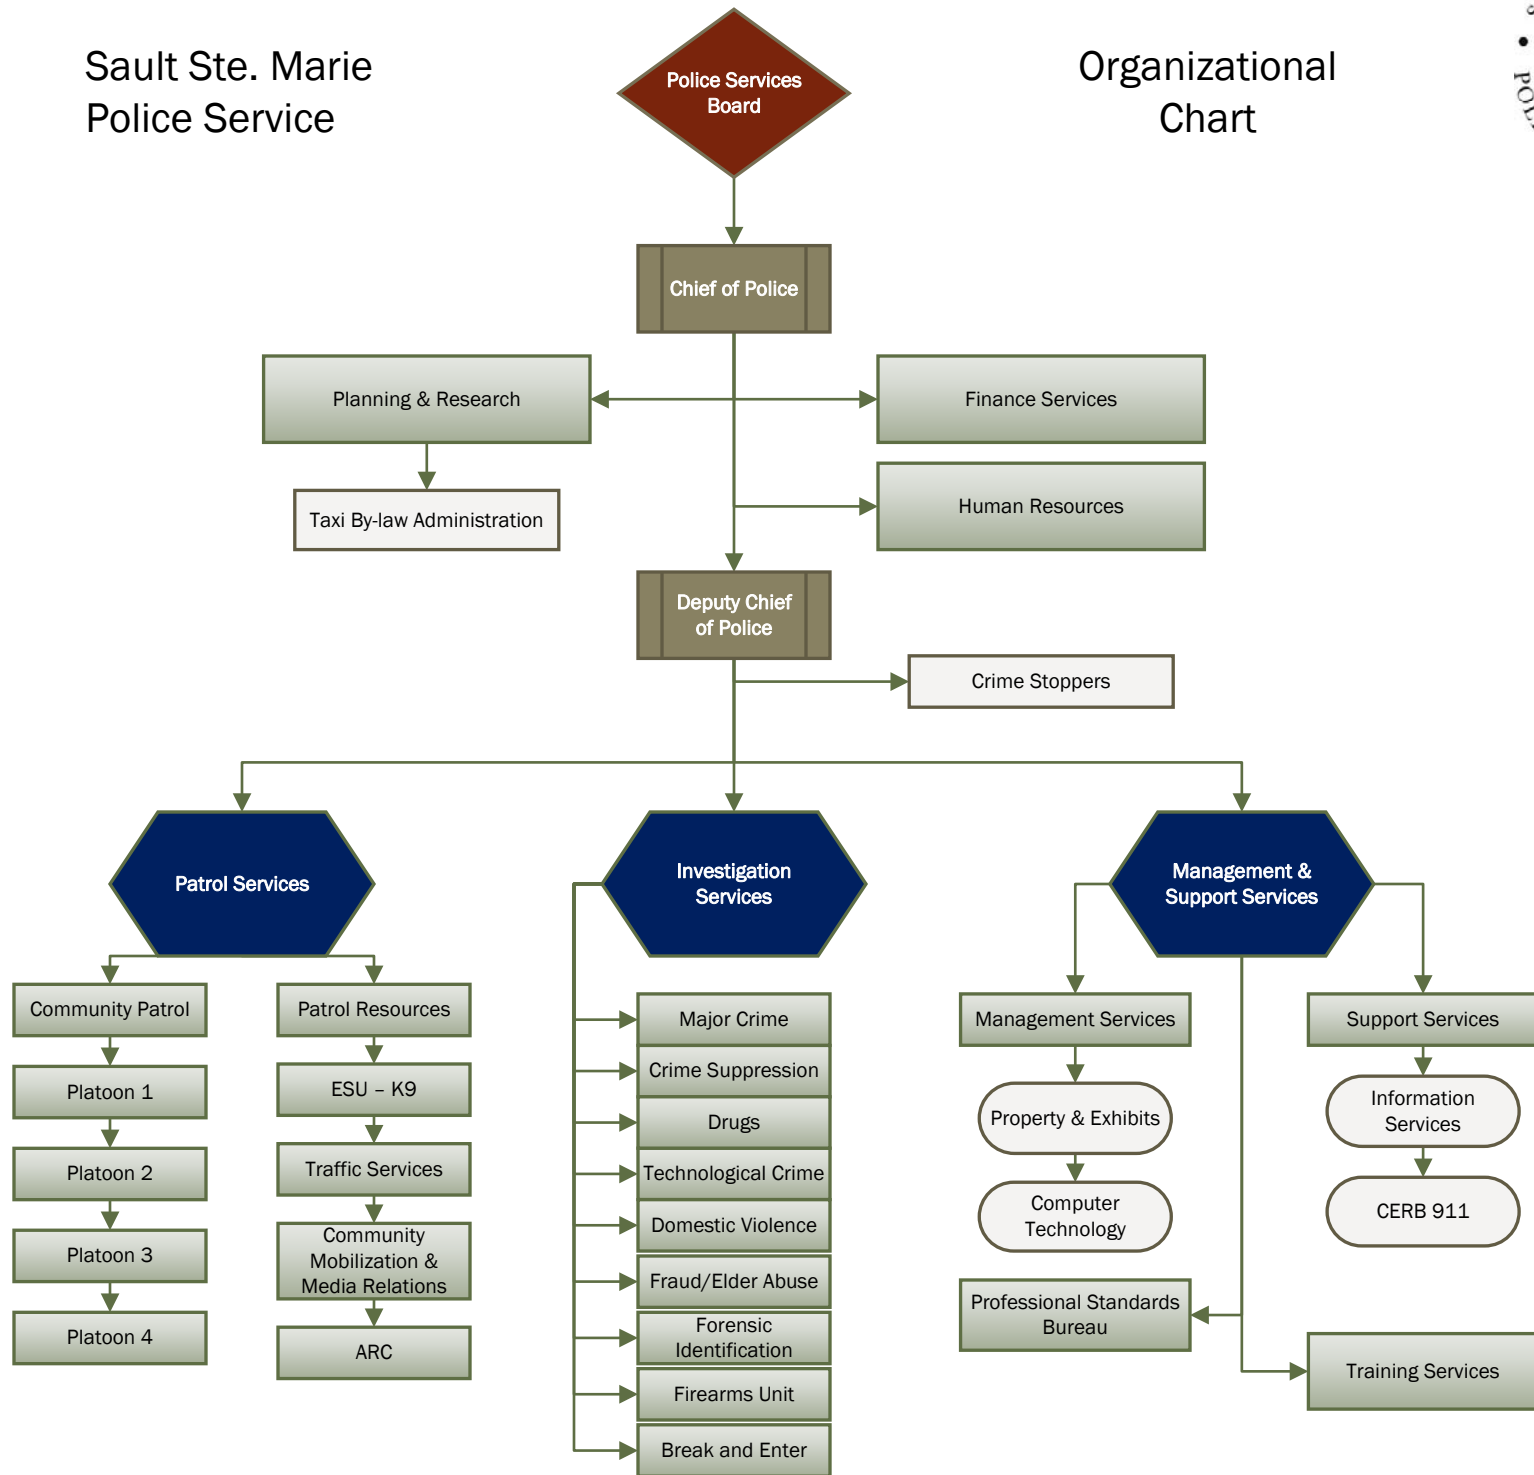 Sault Ste. Marie
Police Service
Organizational
Chart
Police Services
Board
Chief of Police
Planning & Research
Finance Services
Taxi By-law Administration
Human Resources
Deputy Chief
of Police
Crime Stoppers
Patrol Services
Investigation
Services
Management &
Support Services
Community Patrol
Platoon 1
Platoon 2
Platoon 3
Platoon 4
Patrol Resources
ESU – K9
Traffic Services
Community
Mobilization &
Media Relations
ARC
Major Crime
Crime Suppression
Drugs
Technological Crime
Domestic Violence
Fraud/Elder Abuse
Forensic
Identification
Firearms Unit
Break and Enter
Management Services
Property & Exhibits
Computer
Technology
Professional Standards
Bureau
Support Services
Information
Services
CERB 911
Training Services